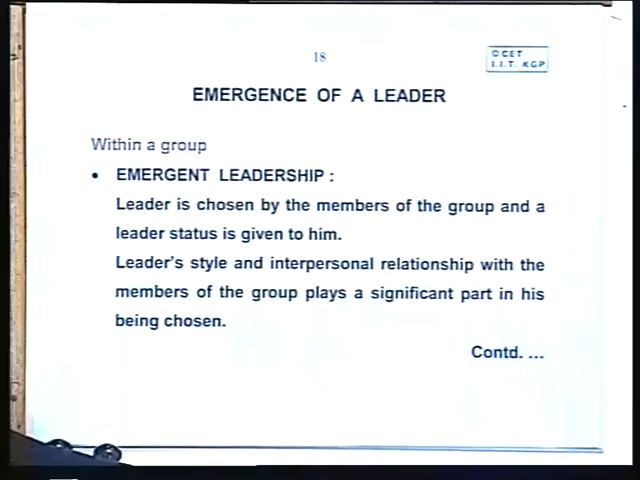 18
© CET
I.I.T. KGP
EMERGENCE OF A LEADER
Within a group
• EMERGENT LEADERSHIP :
Leader is chosen by the members of the group and a
leader status is given to him.
Leader's style and interpersonal relationship with the
members of the group plays a significant part in his
being chosen.
Contd. ...